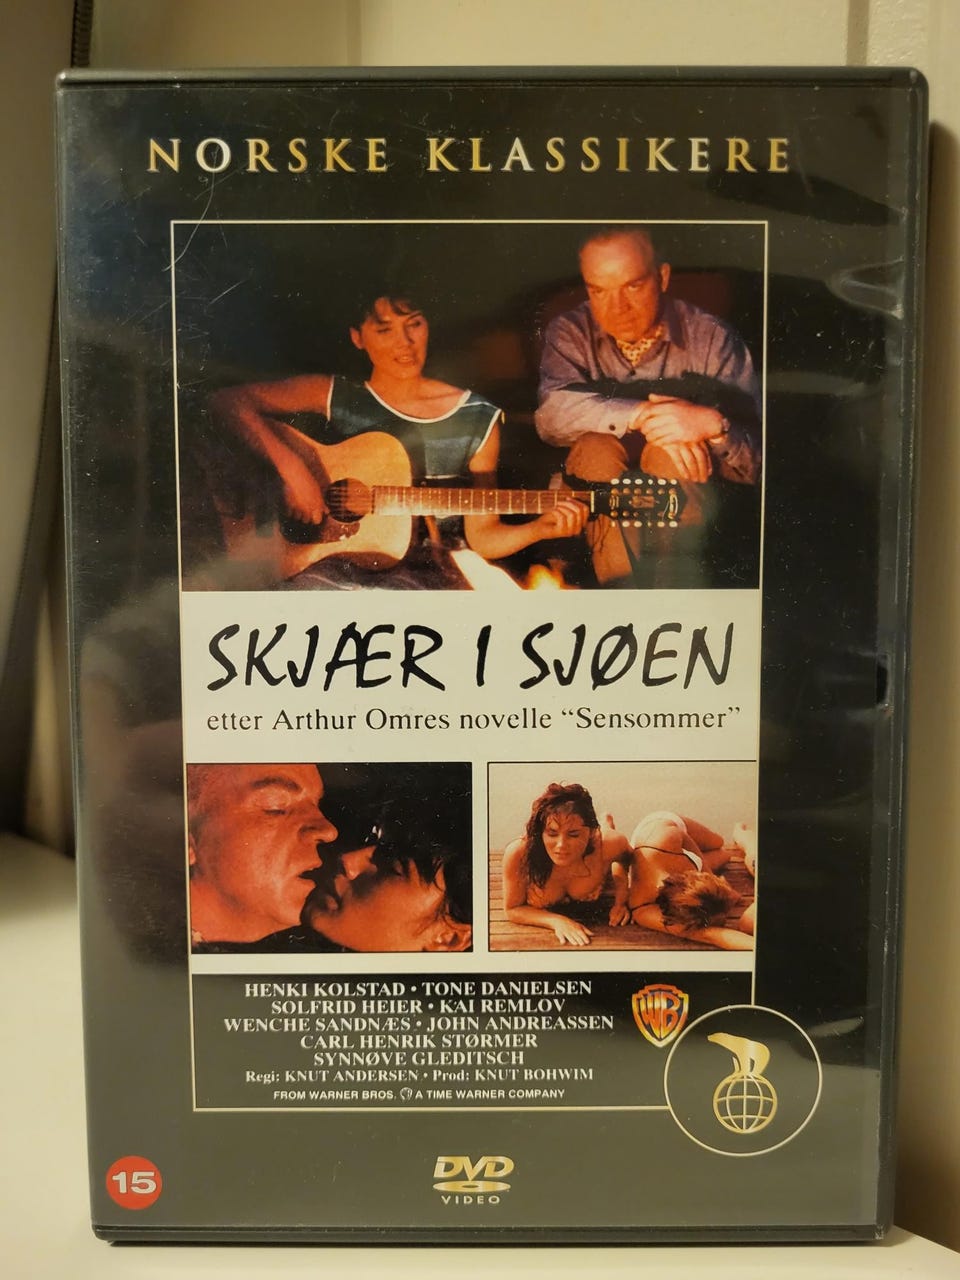 NORSKE KLASSIKERE
SKJÆR I SJØEN
etter Arthur Omres novelle “Sensommer”
HENKI KOLSTAD · TONE DANIELSEN
SOLFRID HEIER · KAI REMLOV
WENCHE SANDNÆS · JOHN ANDREASSEN
CARL HENRIK STØRMER
SYNNØVE GLEDITSCH
Regi: KNUT ANDERSEN · Prod: KNUT BOHWIM
FROM WARNER BROS. A TIME WARNER COMPANY
WB
15
DVD
VIDEO